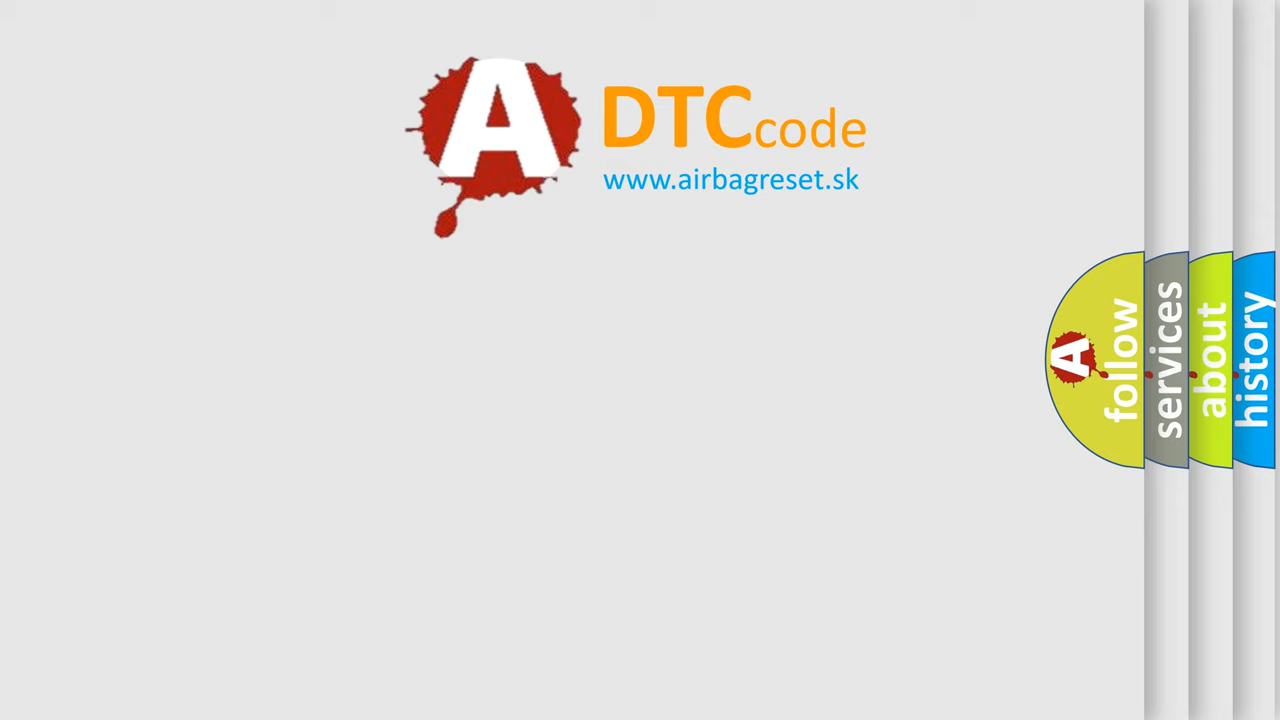 A
DTCcode
www.airbagreset.sk
A
follow
services
about
history